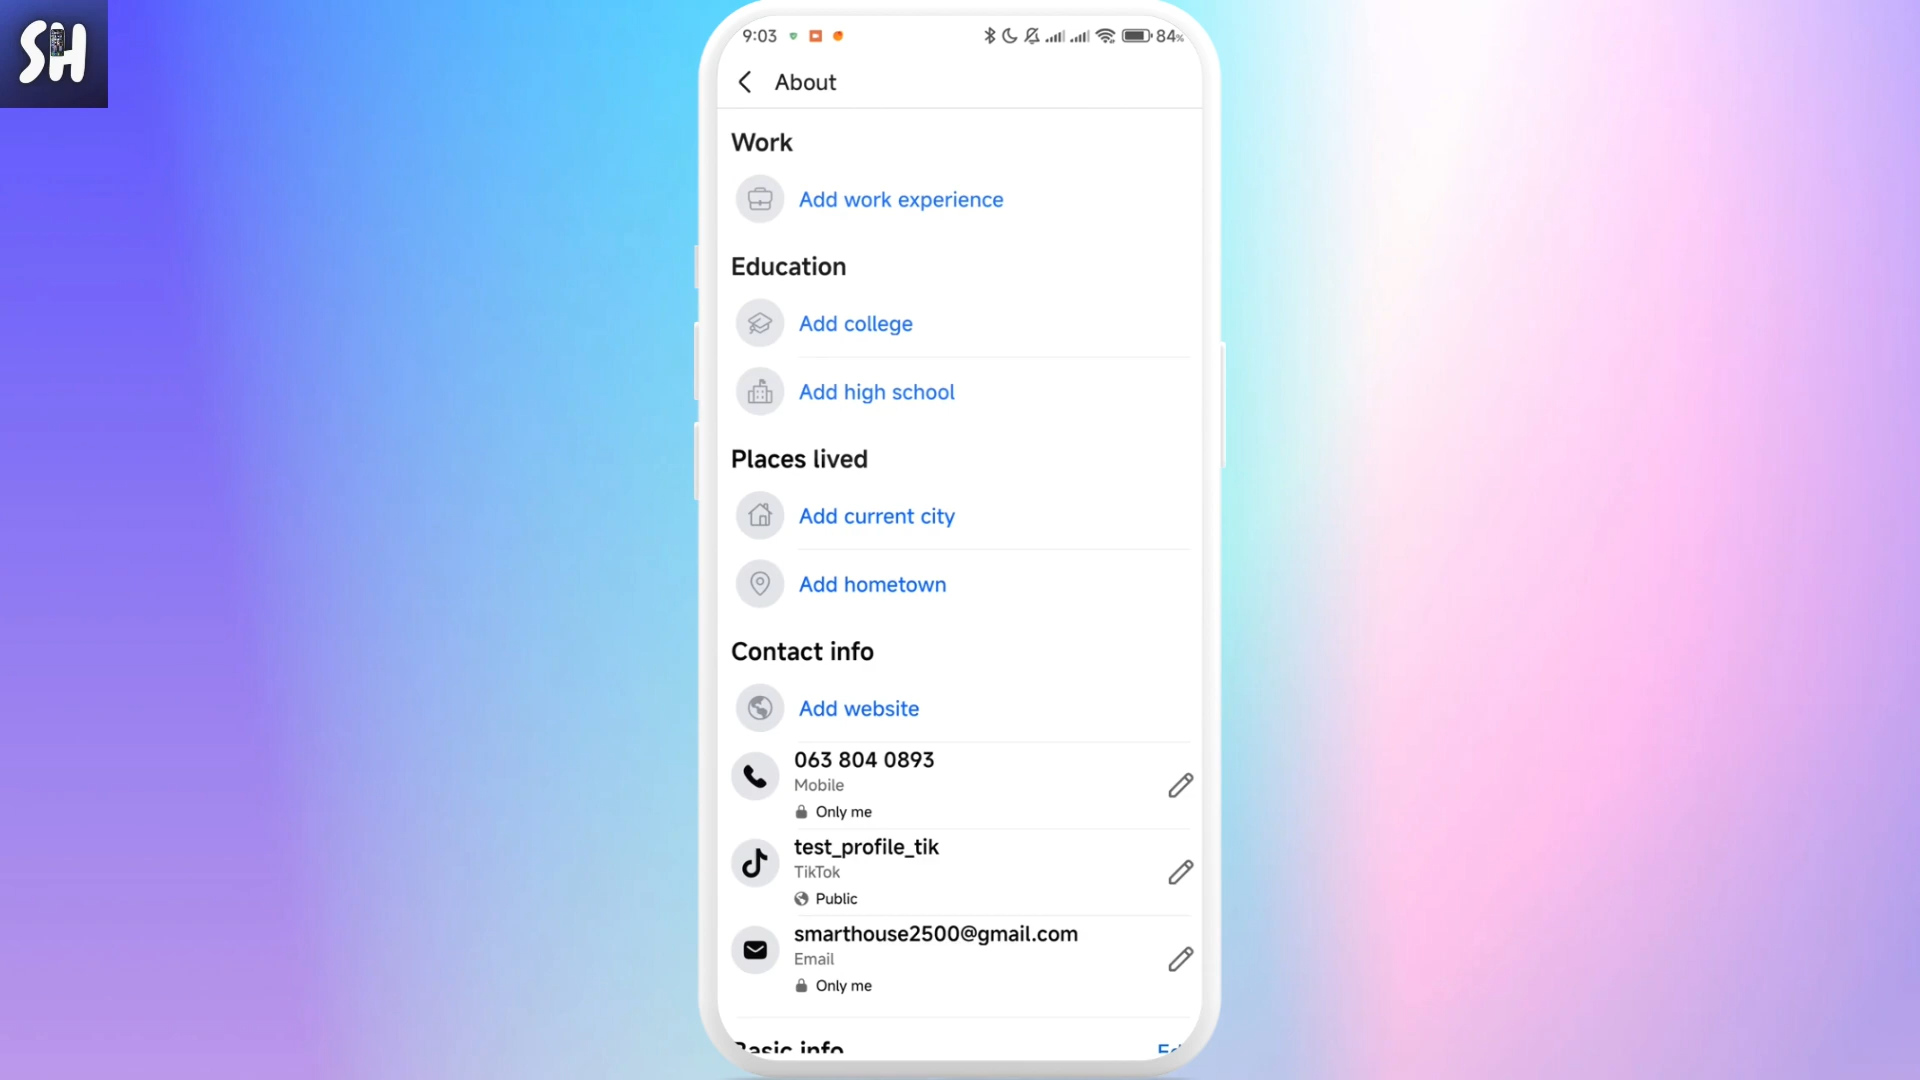 SH
9:03 84%
About
Work
Add work experience
Education
Add college
Add high school
Places lived
Add current city
Add hometown
Contact info
Add website
063 804 0893
Mobile
Only me
test_profile_tik
TikTok
Public
smarthouse2500@gmail.com
Email
Only me
Basic info